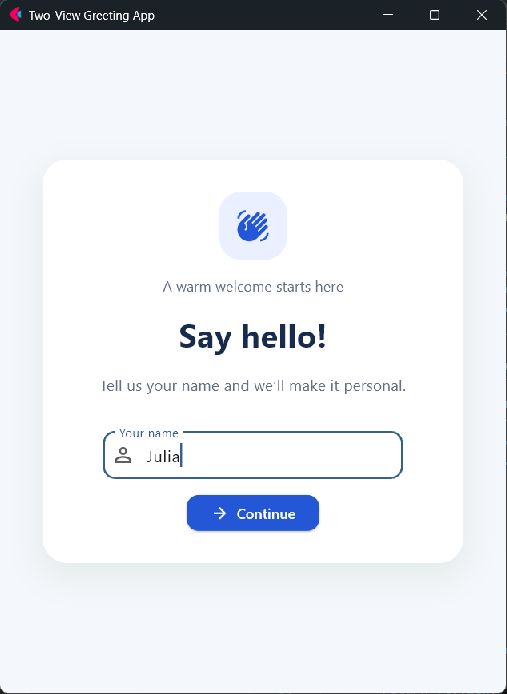 Two-View Greeting App
A warm welcome starts here
Say hello!
Tell us your name and we'll make it personal.
Your name
Julia
Continue